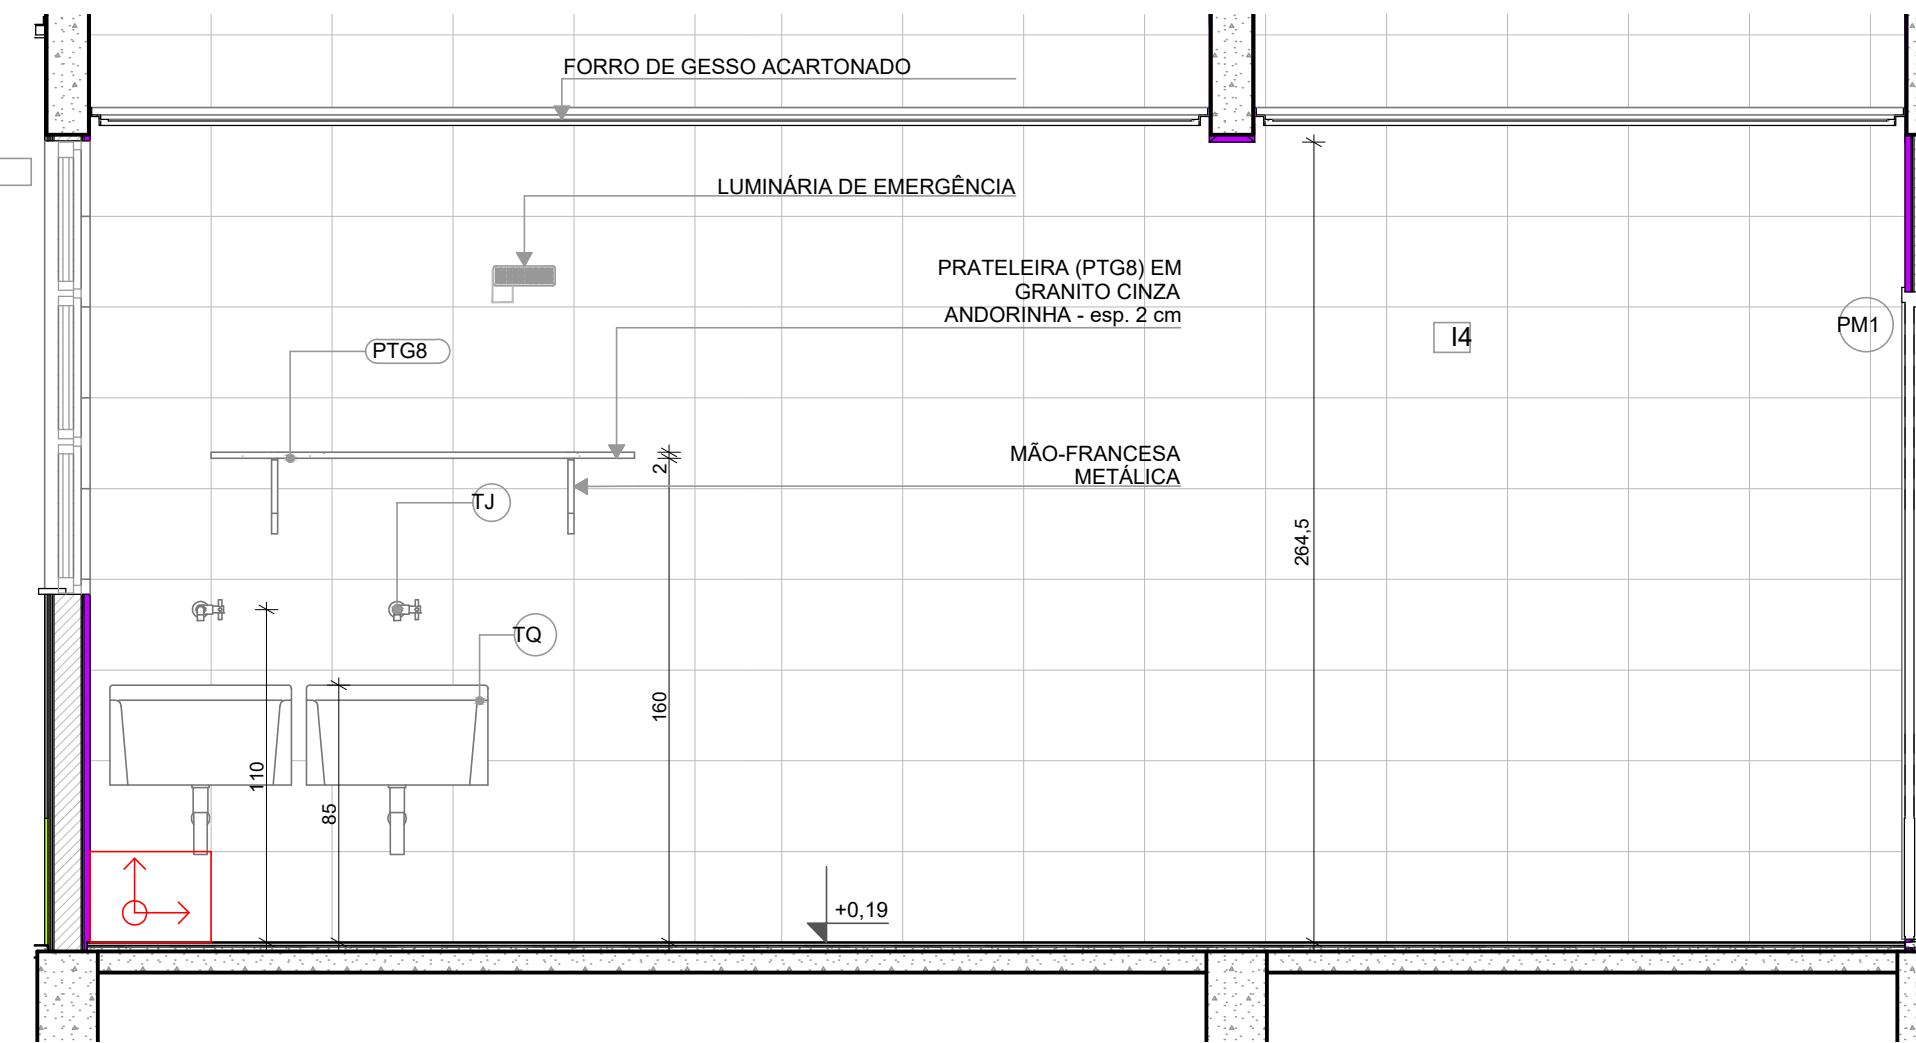 FORRO DE GESSO ACARTONADO
LUMINÁRIA DE EMERGÊNCIA
PRATELEIRA (PTG8) EM
GRANITO CINZA
ANDORINHA - esp. 2 cm
I4
PM1
PTG8
MÃO-FRANCESA
METÁLICA
2
TJ
264,5
TQ
160
110
85
+0,19